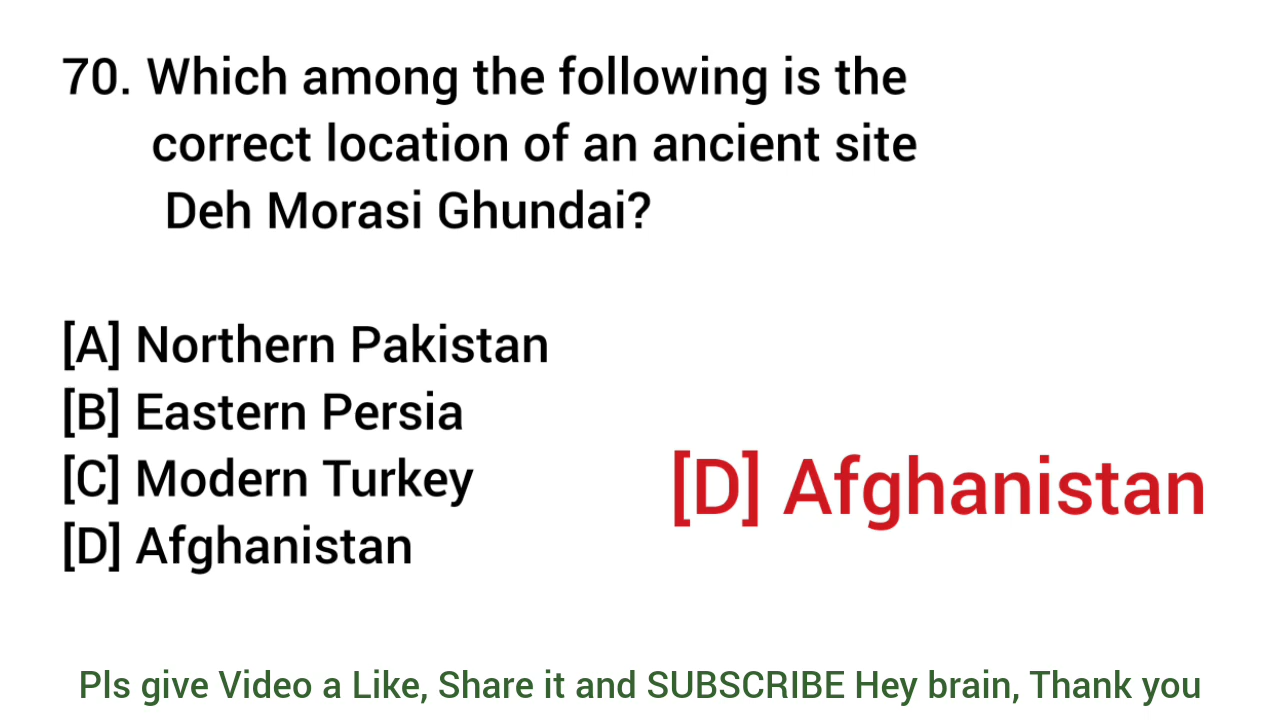 70. Which among the following is the
correct location of an ancient site
Deh Morasi Ghundai?
[A] Northern Pakistan
[B] Eastern Persia
[C] Modern Turkey
[D] Afghanistan
[D] Afghanistan
Pls give Video a Like, Share it and SUBSCRIBE Hey brain, Thank you